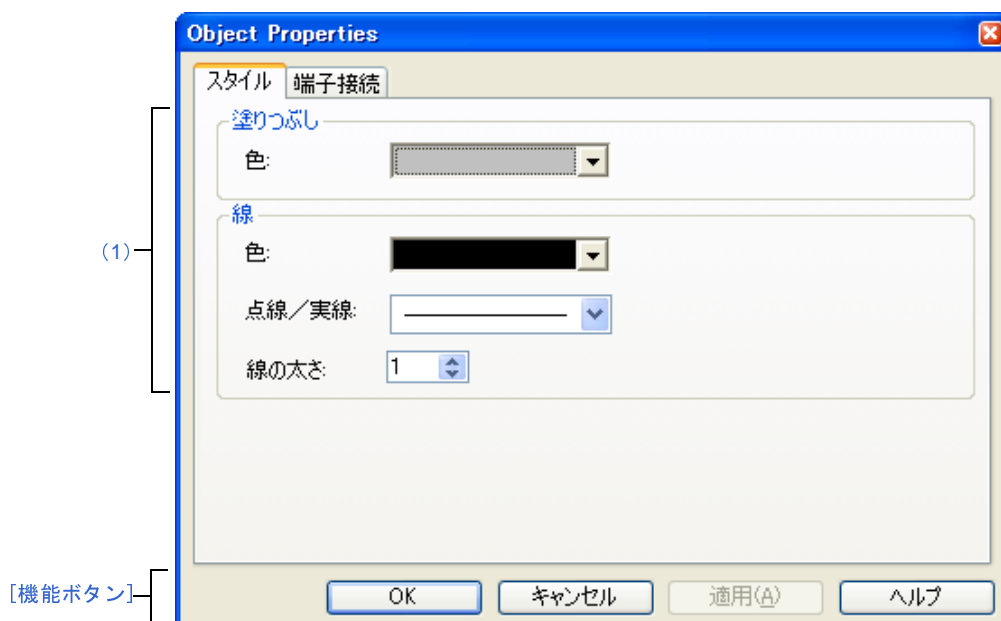 Object Properties
スタイル 端子接続
塗りつぶし
色:
線
(1)
色:
点線／実線:
線の太さ: 1
[機能ボタン]
OK キャンセル 適用(A) ヘルプ